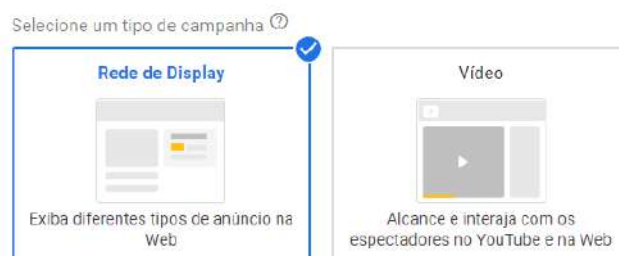 Selecione um tipo de campanha
Rede de Display
Exiba diferentes tipos de anúncio na
Web
Vídeo
Alcance e interaja com os
espectadores no YouTube e na Web